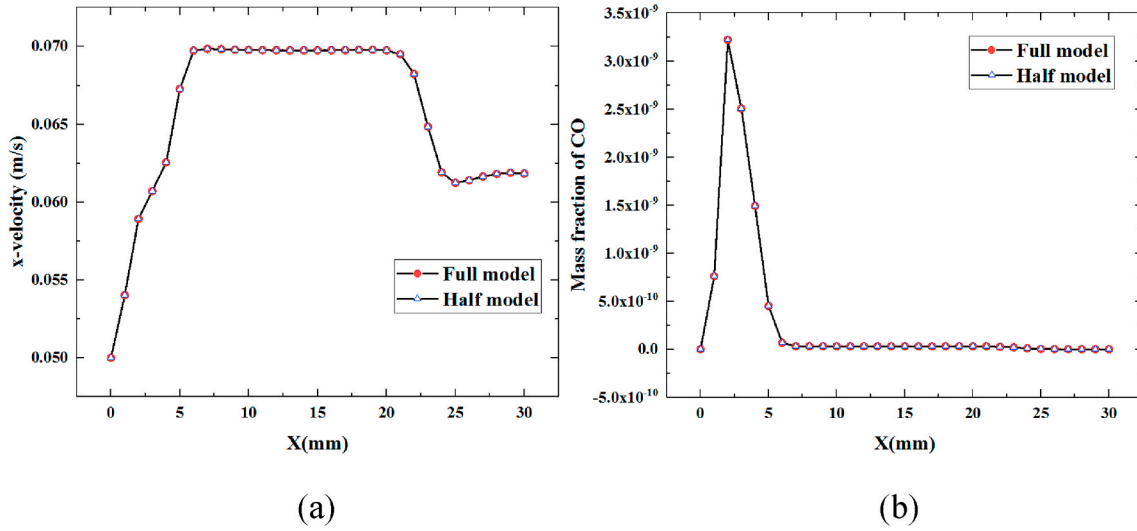 0.070
0.065
0.060
0.055
0.050
x-velocity (m/s)
Full model
Half model
0 5 10 15 20 25 30
X(mm)
(a)
3.5x10⁻⁹
3.0x10⁻⁹
2.5x10⁻⁹
2.0x10⁻⁹
1.5x10⁻⁹
1.0x10⁻⁹
5.0x10⁻¹⁰
0.0
-5.0x10⁻¹⁰
Mass fraction of CO
Full model
Half model
0 5 10 15 20 25 30
X(mm)
(b)